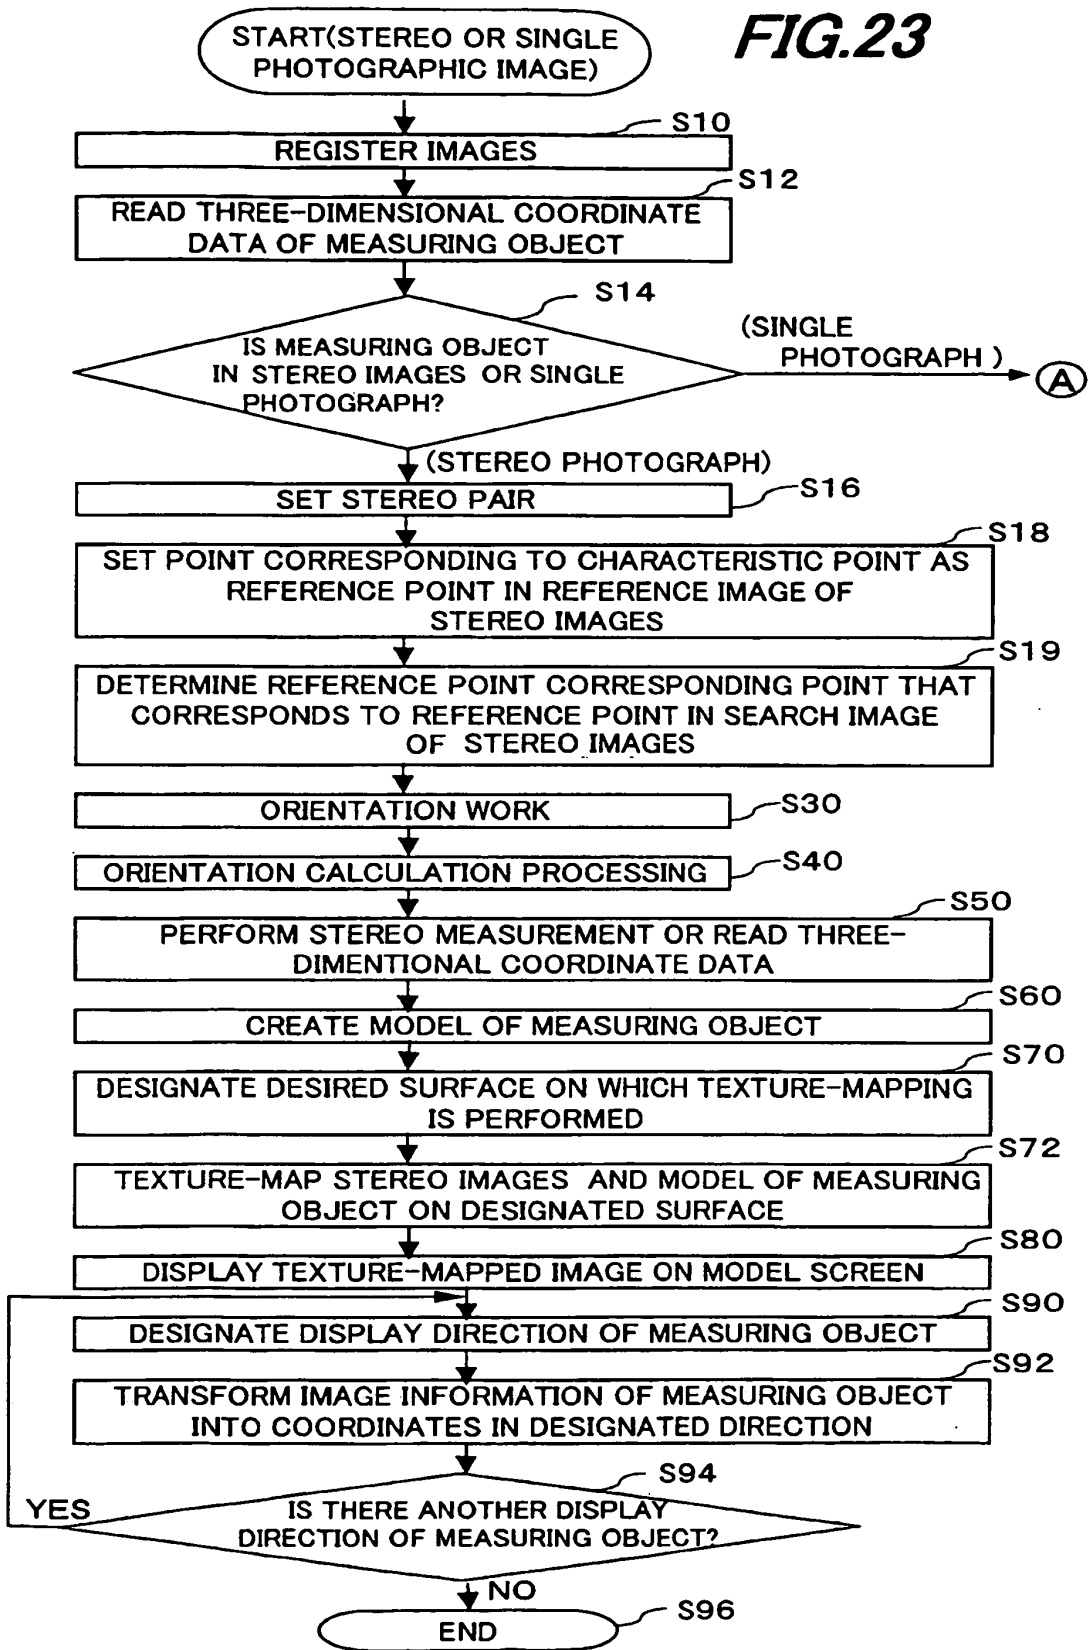 FIG.23
START(STEREO OR SINGLE
PHOTOGRAPHIC IMAGE)
S10
REGISTER IMAGES
S12
READ THREE-DIMENSIONAL COORDINATE
DATA OF MEASURING OBJECT
S14
IS MEASURING OBJECT
IN STEREO IMAGES OR SINGLE
PHOTOGRAPH?
(SINGLE
PHOTOGRAPH)
A
(STEREO PHOTOGRAPH)
SET STEREO PAIR
S16
S18
SET POINT CORRESPONDING TO CHARACTERISTIC POINT AS
REFERENCE POINT IN REFERENCE IMAGE OF
STEREO IMAGES
S19
DETERMINE REFERENCE POINT CORRESPONDING POINT THAT
CORRESPONDS TO REFERENCE POINT IN SEARCH IMAGE
OF STEREO IMAGES
ORIENTATION WORK
S30
ORIENTATION CALCULATION PROCESSING
S40
S50
PERFORM STEREO MEASUREMENT OR READ THREE-
DIMENTIONAL COORDINATE DATA
S60
CREATE MODEL OF MEASURING OBJECT
S70
DESIGNATE DESIRED SURFACE ON WHICH TEXTURE-MAPPING
IS PERFORMED
S72
TEXTURE-MAP STEREO IMAGES AND MODEL OF MEASURING
OBJECT ON DESIGNATED SURFACE
S80
DISPLAY TEXTURE-MAPPED IMAGE ON MODEL SCREEN
S90
DESIGNATE DISPLAY DIRECTION OF MEASURING OBJECT
S92
TRANSFORM IMAGE INFORMATION OF MEASURING OBJECT
INTO COORDINATES IN DESIGNATED DIRECTION
S94
YES
IS THERE ANOTHER DISPLAY
DIRECTION OF MEASURING OBJECT?
NO
END
S96